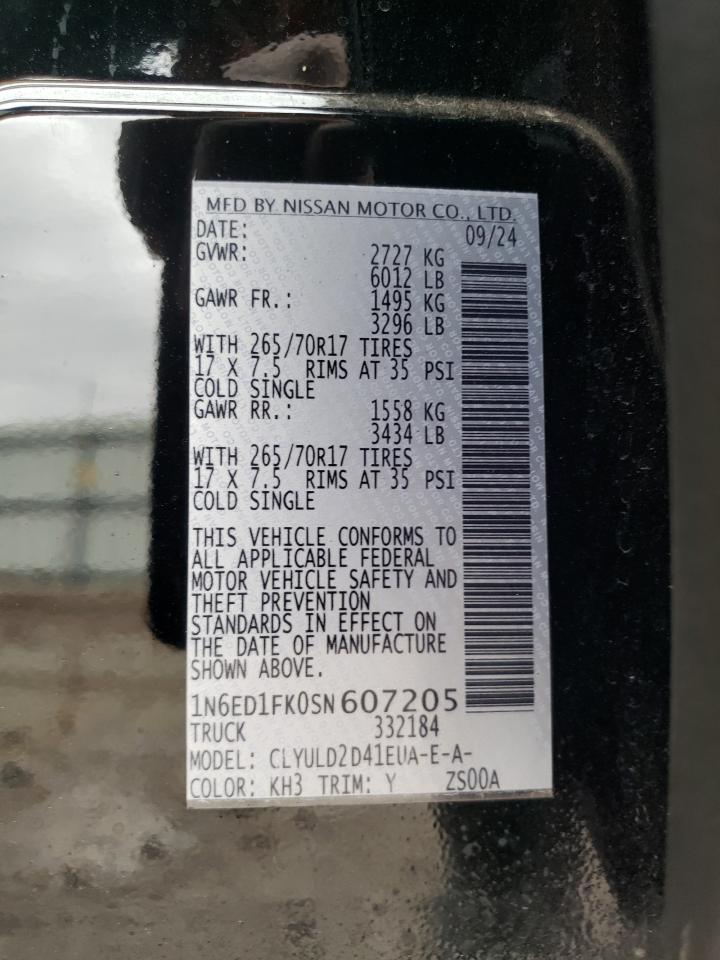 MFD BY NISSAN MOTOR CO., LTD.
DATE: 09/24
GVWR: 2727 KG
6012 LB
GAWR FR.: 1495 KG
3296 LB
WITH 265/70R17 TIRES
17 X 7.5 RIMS AT 35 PSI
COLD SINGLE
GAWR RR.: 1558 KG
3434 LB
WITH 265/70R17 TIRES
17 X 7.5 RIMS AT 35 PSI
COLD SINGLE
THIS VEHICLE CONFORMS TO
ALL APPLICABLE FEDERAL
MOTOR VEHICLE SAFETY AND
THEFT PREVENTION
STANDARDS IN EFFECT ON
THE DATE OF MANUFACTURE
SHOWN ABOVE.
1N6ED1FK0SN607205
TRUCK 332184
MODEL: CLYULD2D41EUA-E-A-
COLOR: KH3 TRIM: Y ZS00A